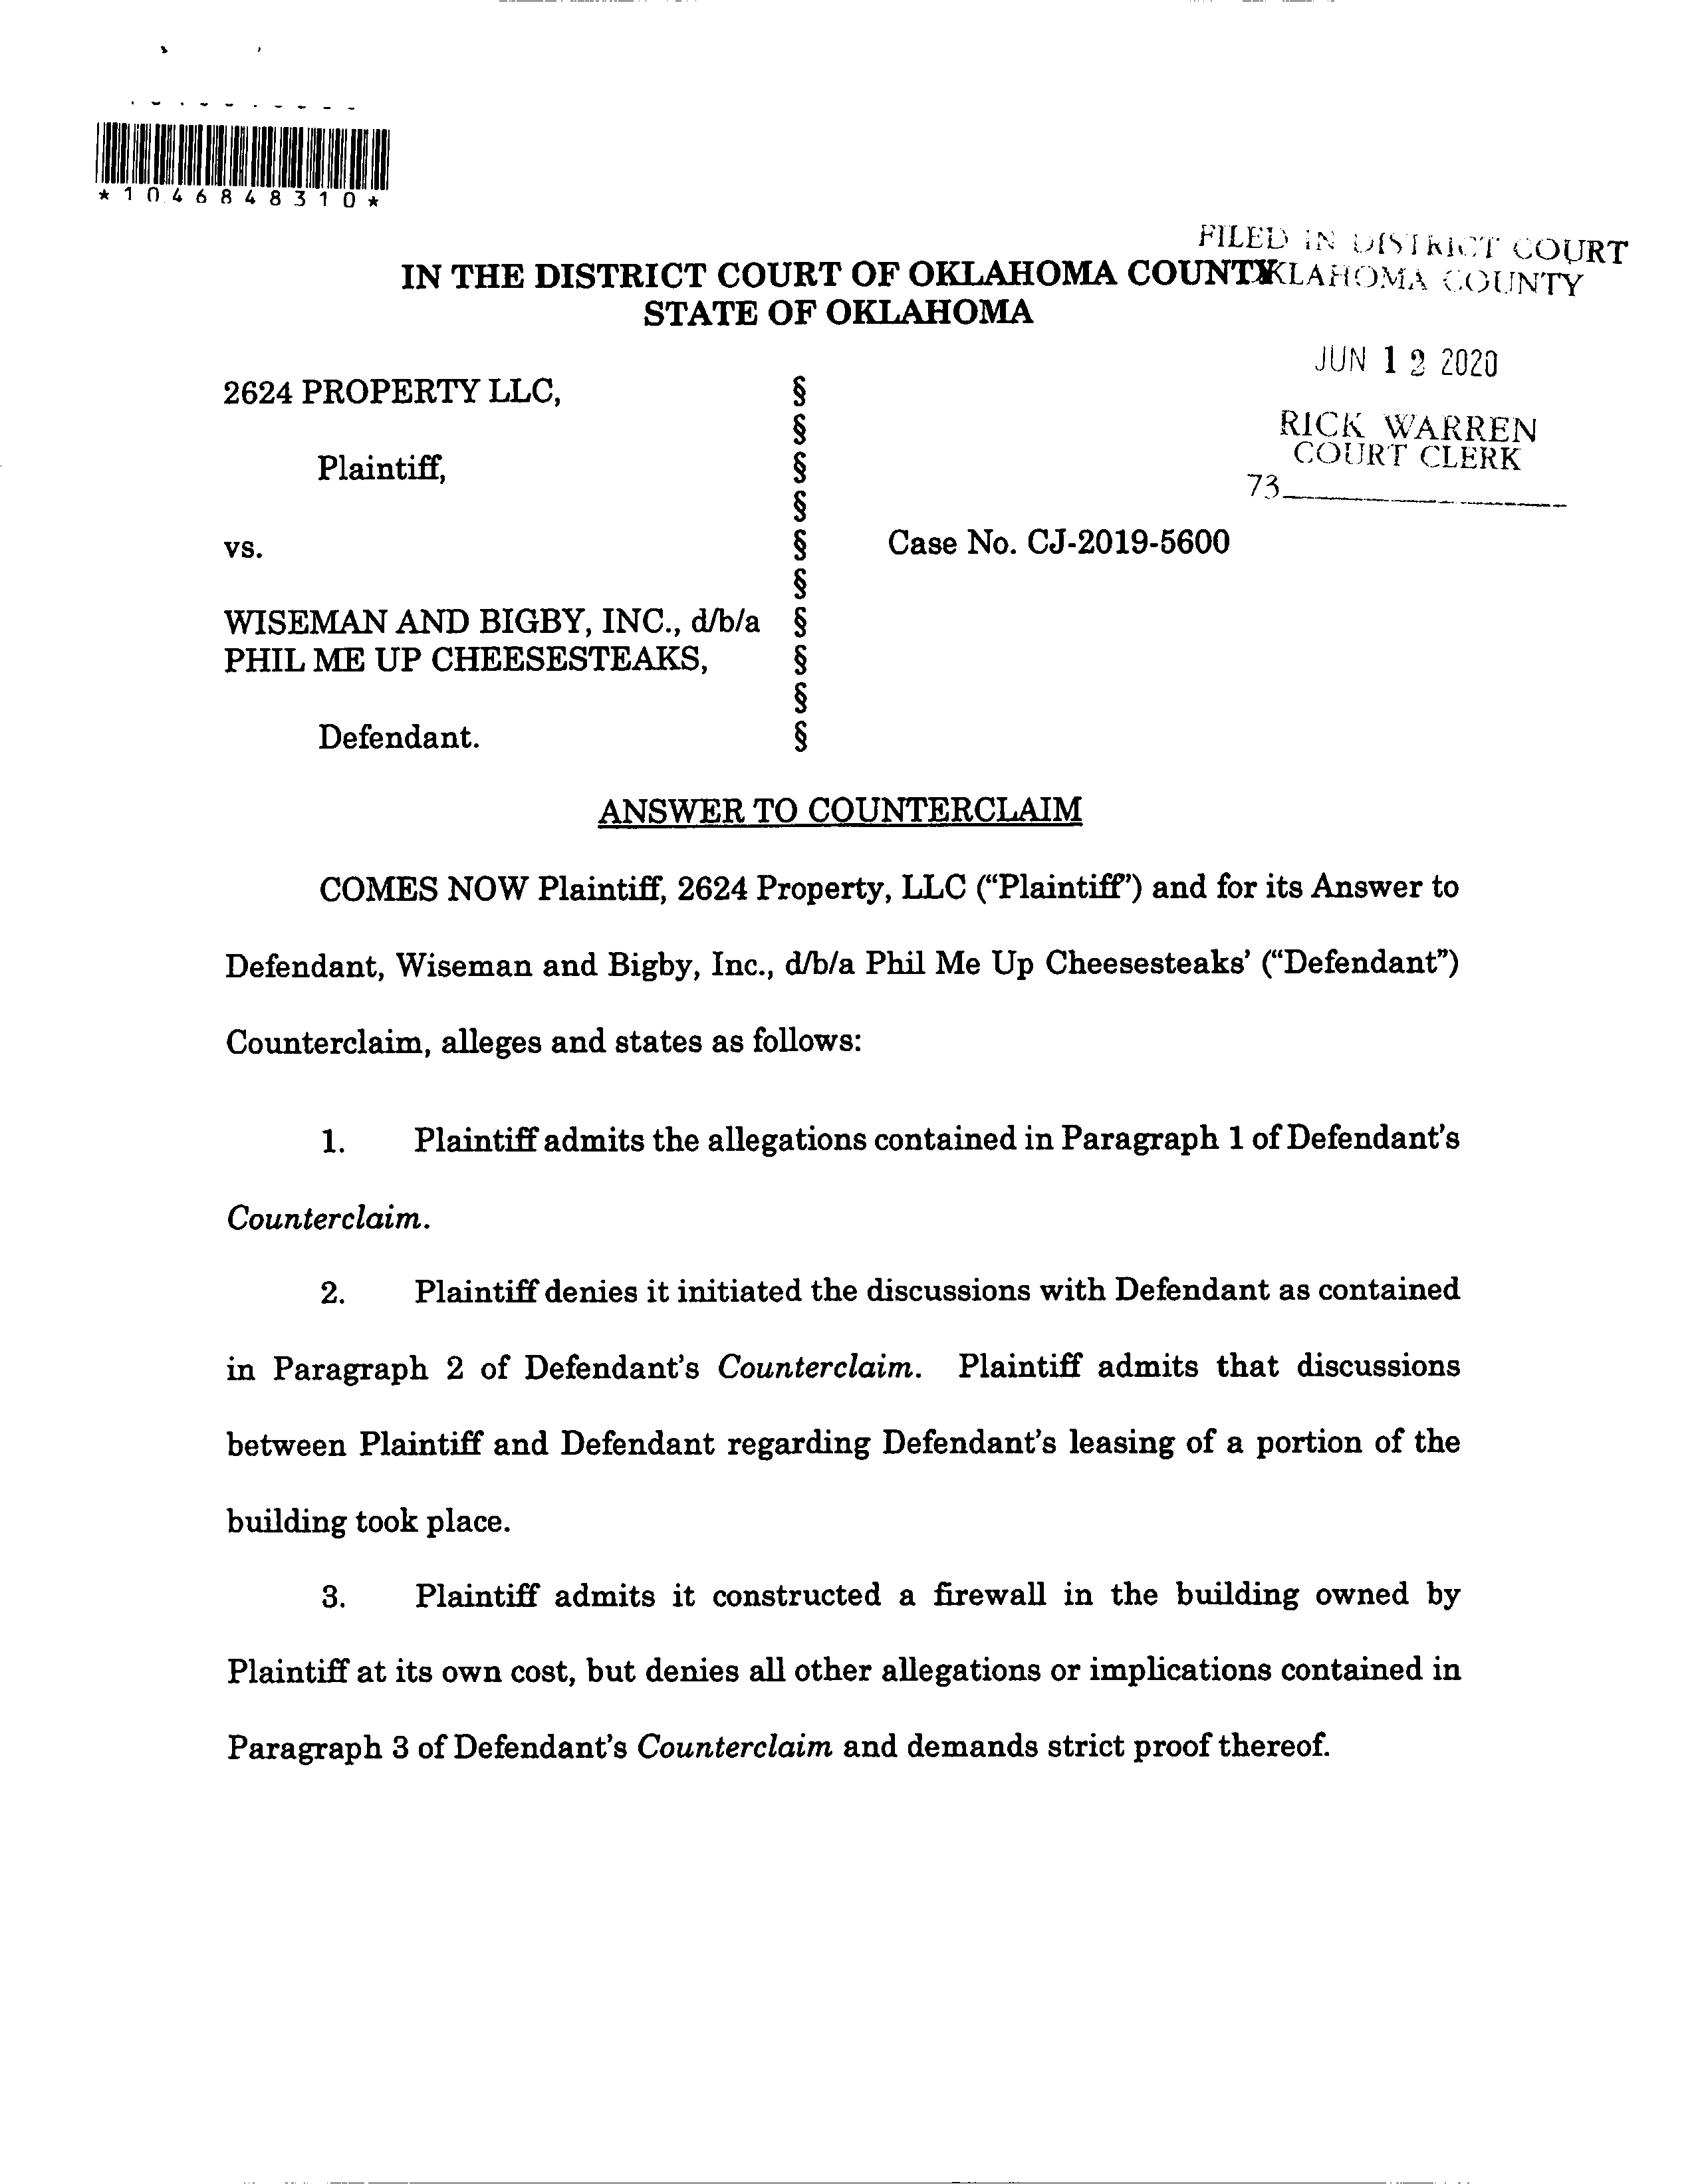 *1046848310*
FILED IN DISTRICT COURT
IN THE DISTRICT COURT OF OKLAHOMA COUNTY
KLAHOMA COUNTY
STATE OF OKLAHOMA
JUN 12 2020
2624 PROPERTY LLC, §
§
RICK WARREN
Plaintiff, §
COURT CLERK
§
73
vs. § Case No. CJ-2019-5600
§
WISEMAN AND BIGBY, INC., d/b/a §
PHIL ME UP CHEESESTEAKS, §
§
Defendant. §
ANSWER TO COUNTERCLAIM
COMES NOW Plaintiff, 2624 Property, LLC (“Plaintiff”) and for its Answer to
Defendant, Wiseman and Bigby, Inc., d/b/a Phil Me Up Cheesesteaks’ (“Defendant”)
Counterclaim, alleges and states as follows:
1. Plaintiff admits the allegations contained in Paragraph 1 of Defendant’s
Counterclaim.
2. Plaintiff denies it initiated the discussions with Defendant as contained
in Paragraph 2 of Defendant’s Counterclaim. Plaintiff admits that discussions
between Plaintiff and Defendant regarding Defendant’s leasing of a portion of the
building took place.
3. Plaintiff admits it constructed a firewall in the building owned by
Plaintiff at its own cost, but denies all other allegations or implications contained in
Paragraph 3 of Defendant’s Counterclaim and demands strict proof thereof.